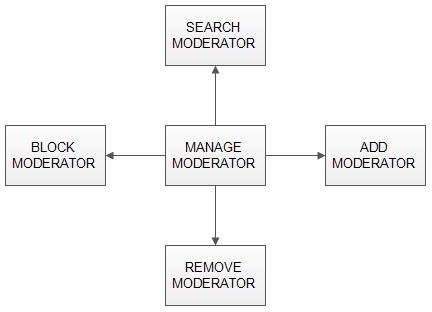 SEARCH
MODERATOR
BLOCK
MODERATOR
MANAGE
MODERATOR
ADD
MODERATOR
REMOVE
MODERATOR